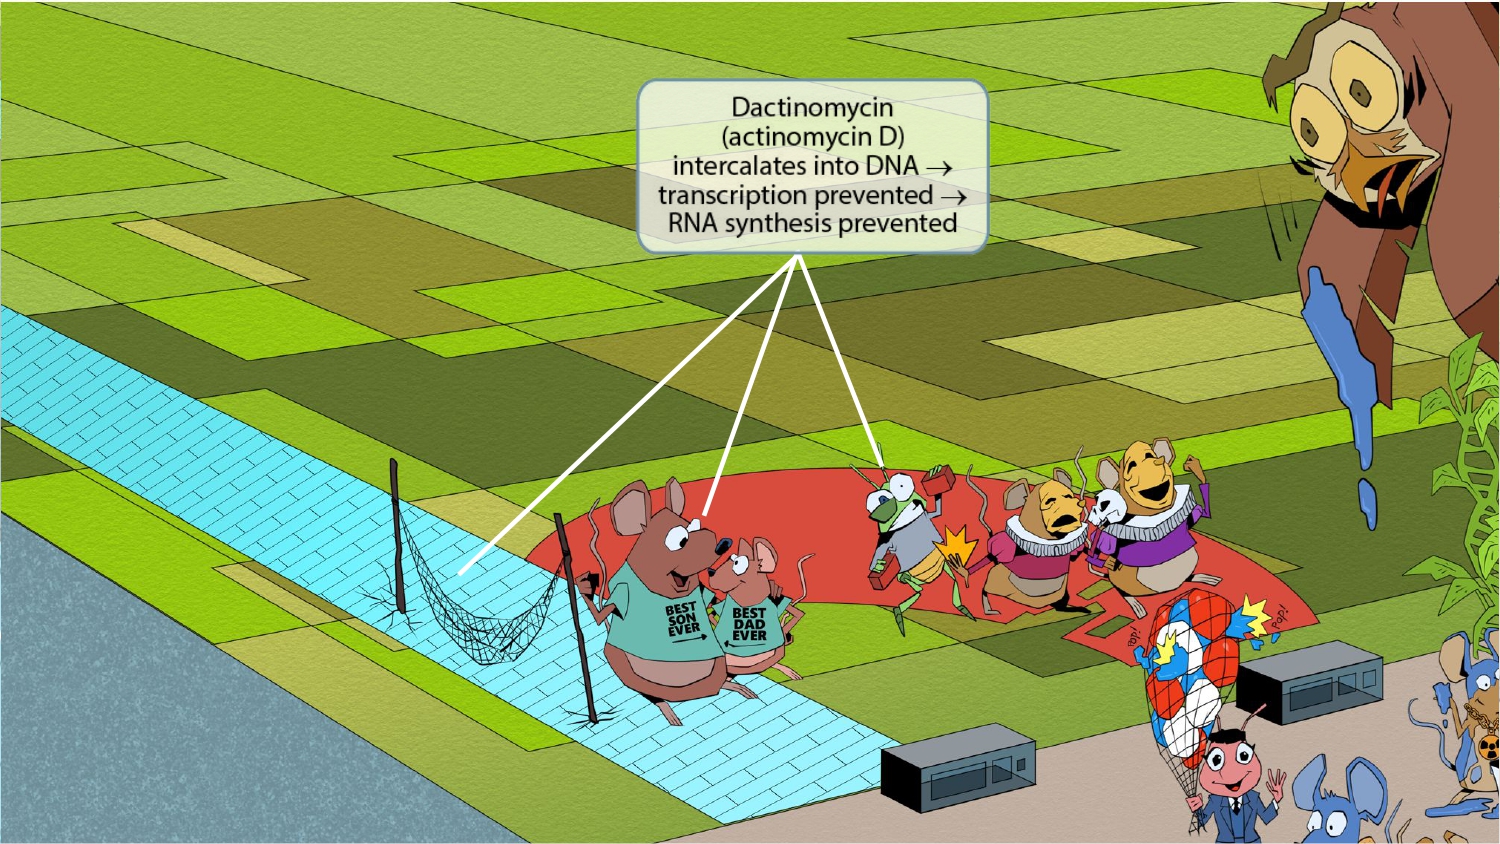 Dactinomycin
(actinomycin D)
intercalates into DNA →
transcription prevented →
RNA synthesis prevented
BEST
SON
EVER
BEST
DAD
EVER
Pop!
Pop!